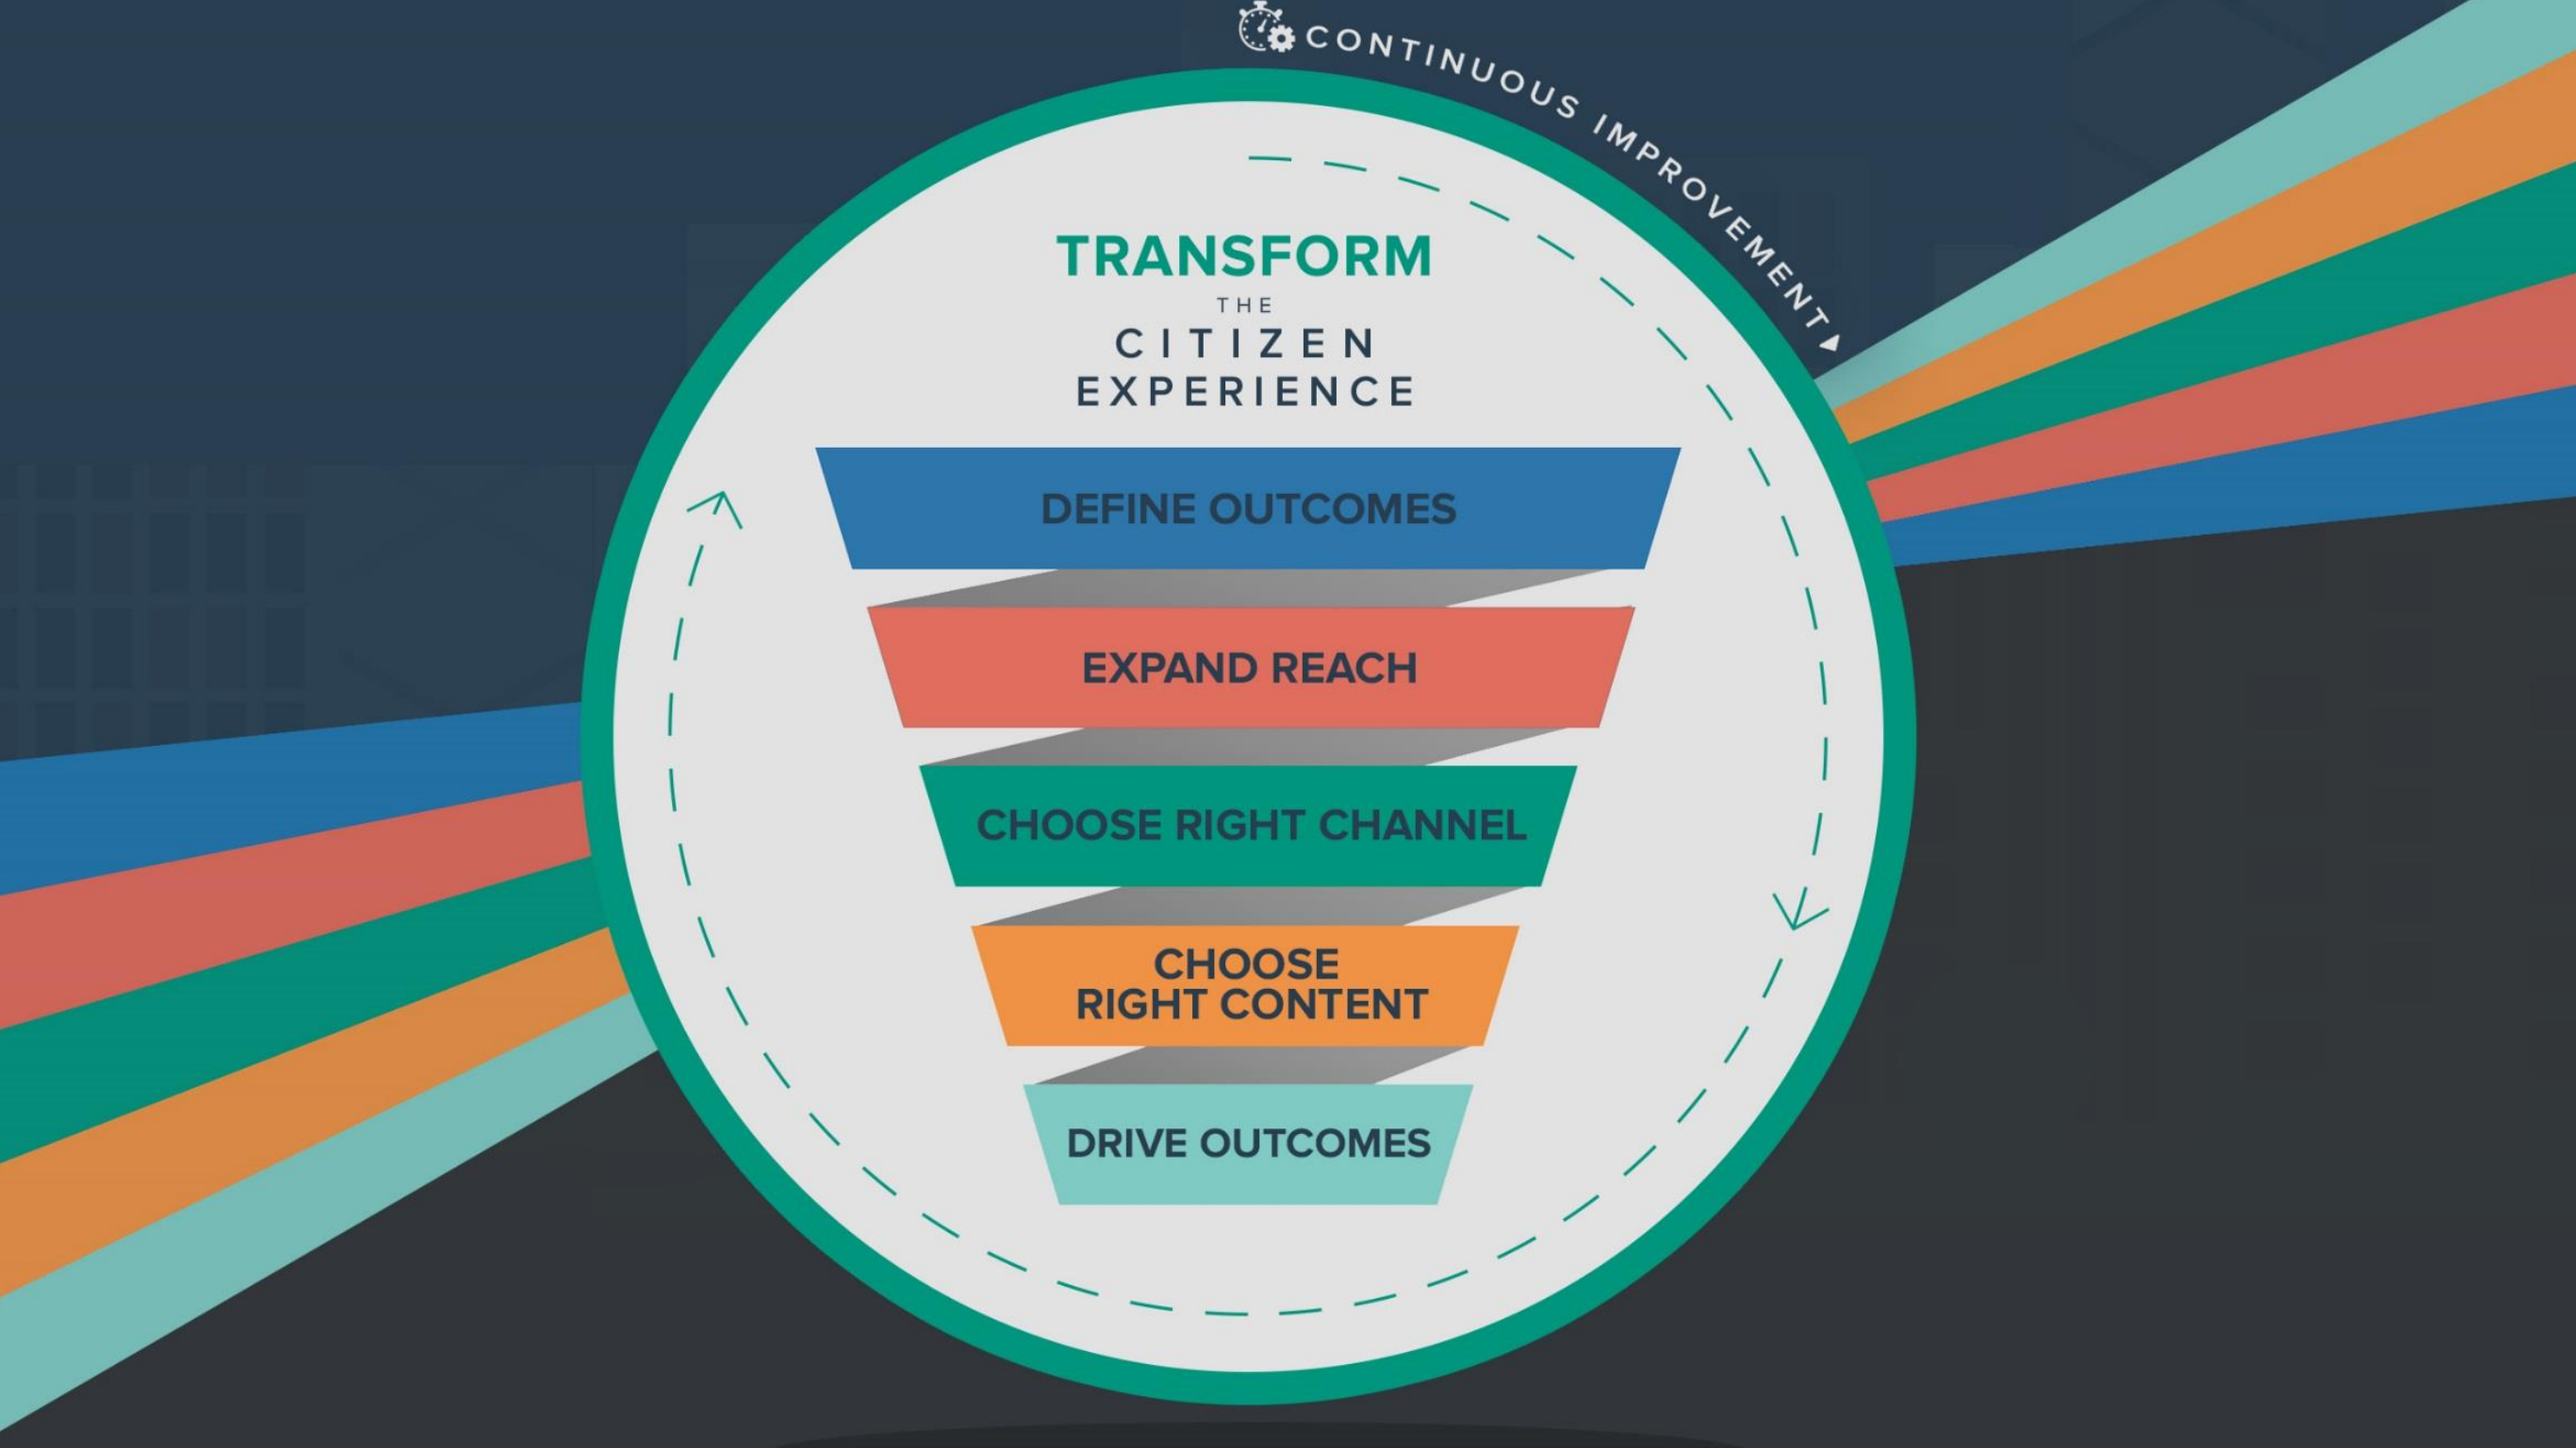 CONTINUOUS IMPROVEMENT
TRANSFORM
THE
CITIZEN
EXPERIENCE
DEFINE OUTCOMES
EXPAND REACH
CHOOSE RIGHT CHANNEL
CHOOSE
RIGHT CONTENT
DRIVE OUTCOMES